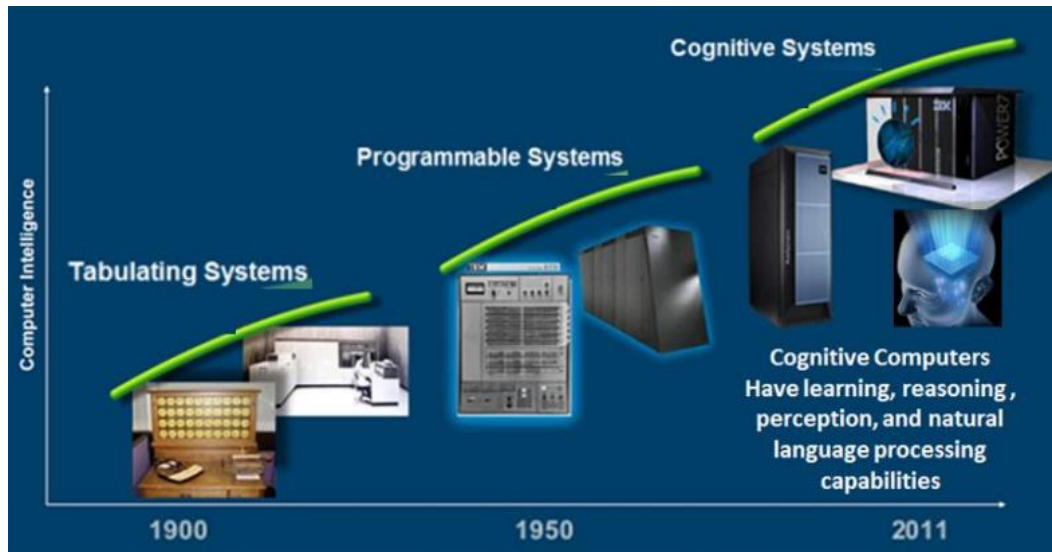 Cognitive Systems
Programmable Systems
Tabulating Systems
Computer Intelligence
IBM
POWER7
Cognitive Computers
Have learning, reasoning ,
perception, and natural
language processing
capabilities
1900
1950
2011